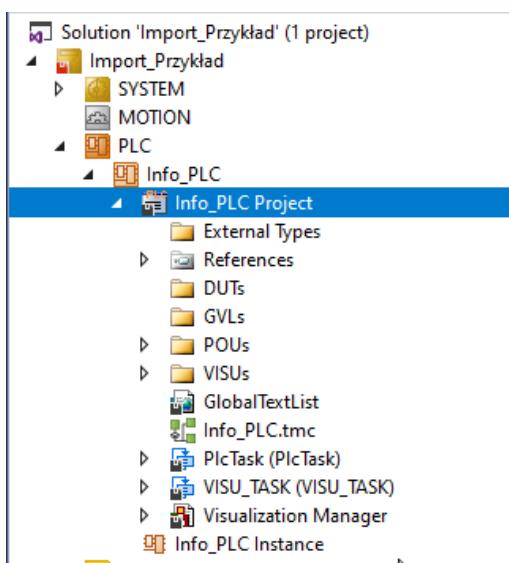 Solution 'Import_Przykład' (1 project)
Import_Przykład
SYSTEM
MOTION
PLC
Info_PLC
Info_PLC Project
External Types
References
DUTs
GVLs
POUs
VISUs
GlobalTextList
Info_PLC.tmc
PlcTask (PlcTask)
VISU_TASK (VISU_TASK)
Visualization Manager
Info_PLC Instance